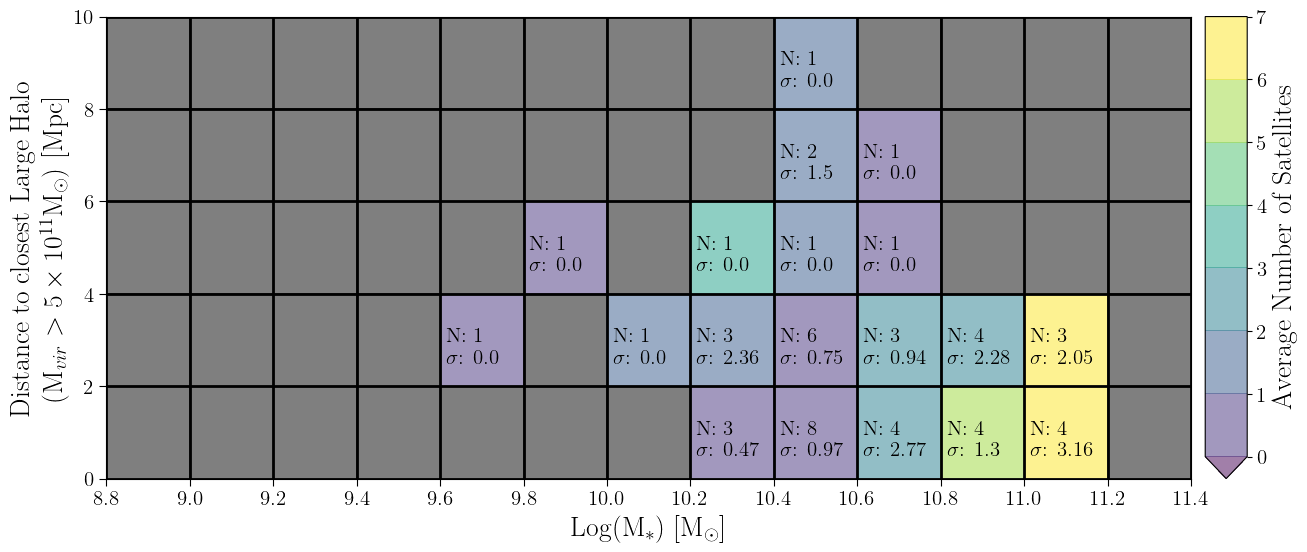 10
8
6
4
2
0
Distance to closest Large Halo
(M_vir > 5 × 10^11 M_⊙) [Mpc]
N: 1
σ: 0.0
N: 2
σ: 1.5
N: 1
σ: 0.0
N: 1
σ: 0.0
N: 1
σ: 0.0
N: 1
σ: 0.0
N: 1
σ: 0.0
N: 1
σ: 0.0
N: 1
σ: 0.0
N: 3
σ: 2.36
N: 6
σ: 0.75
N: 3
σ: 0.94
N: 4
σ: 2.28
N: 3
σ: 2.05
N: 3
σ: 0.47
N: 8
σ: 0.97
N: 4
σ: 2.77
N: 4
σ: 1.3
N: 4
σ: 3.16
8.8 9.0 9.2 9.4 9.6 9.8 10.0 10.2 10.4 10.6 10.8 11.0 11.2 11.4
Log(M_*) [M_⊙]
7
6
5
4
3
2
1
0
Average Number of Satellites